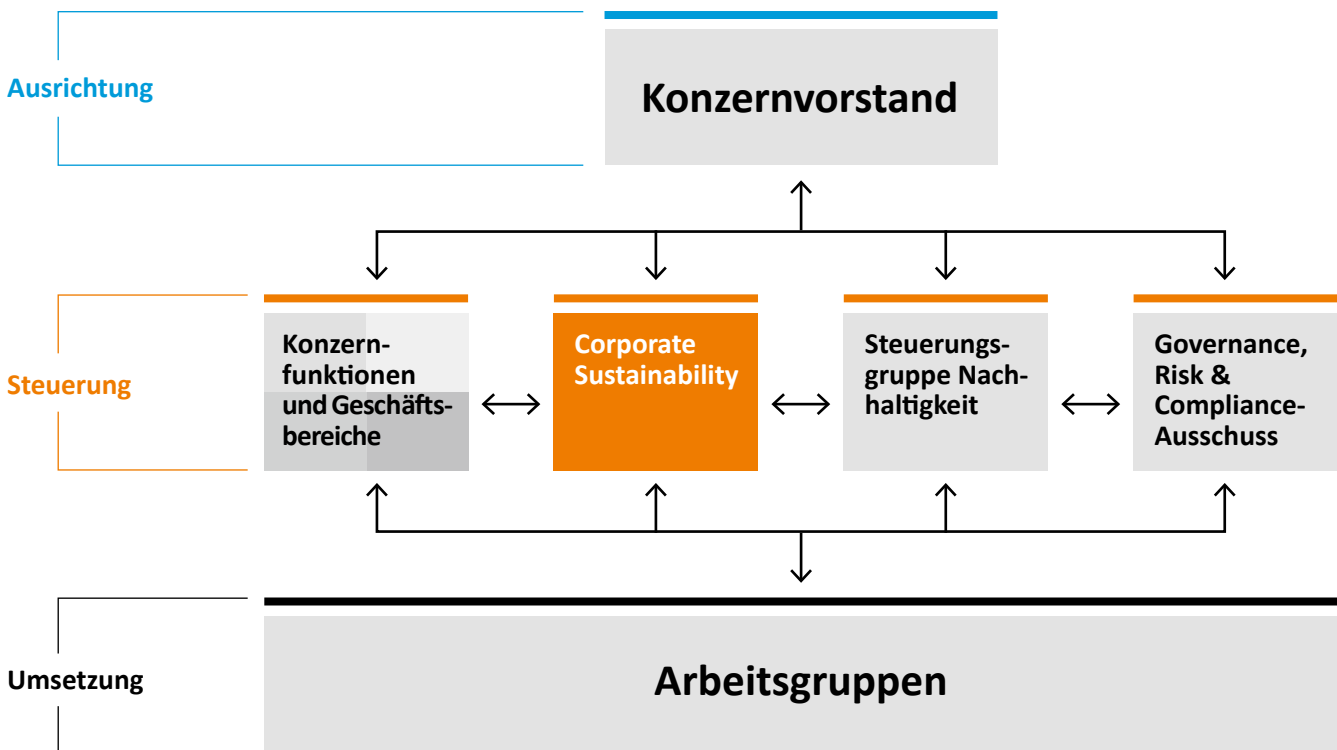 Ausrichtung
Konzernvorstand
Steuerung
Konzern-
funktionen
und Geschäfts-
bereiche
Corporate
Sustainability
Steuerungs-
gruppe Nach-
haltigkeit
Governance,
Risk &
Compliance-
Ausschuss
Umsetzung
Arbeitsgruppen